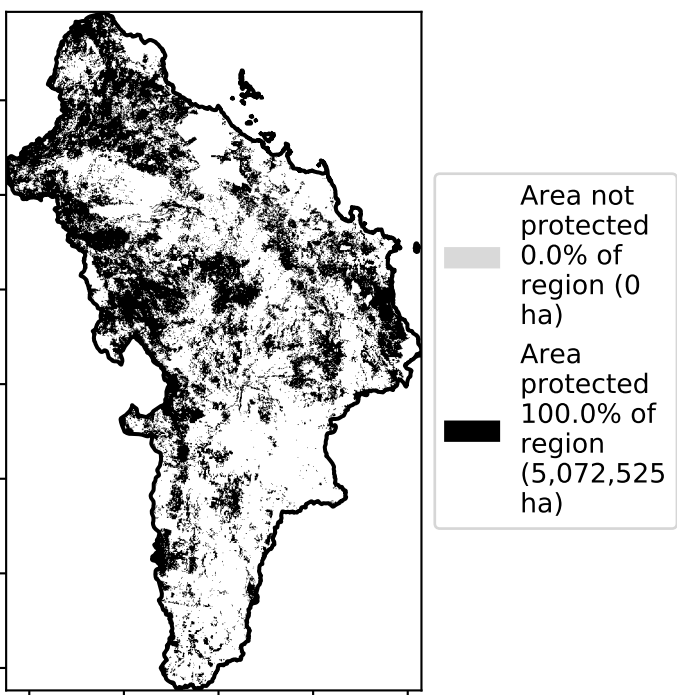 Area not
protected
0.0% of
region (0
ha)
Area
protected
100.0% of
region
(5,072,525
ha)